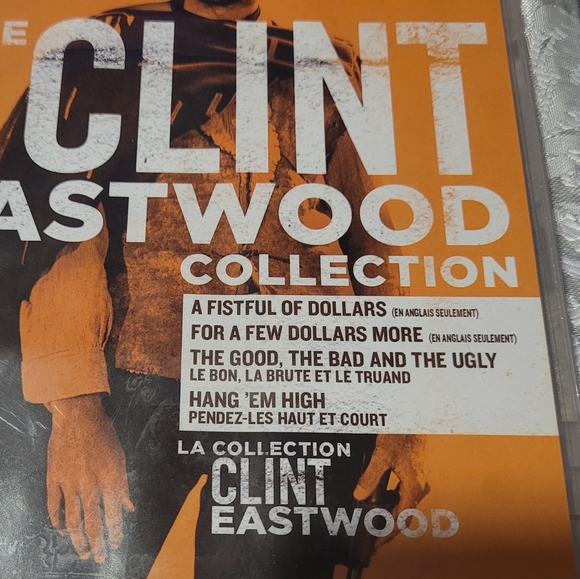 E
CLINT
ASTWOOD
COLLECTION
A FISTFUL OF DOLLARS (EN ANGLAIS SEULEMENT)
FOR A FEW DOLLARS MORE (EN ANGLAIS SEULEMENT)
THE GOOD, THE BAD AND THE UGLY
LE BON, LA BRUTE ET LE TRUAND
HANG 'EM HIGH
PENDEZ-LES HAUT ET COURT
LA COLLECTION
CLINT
EASTWOOD